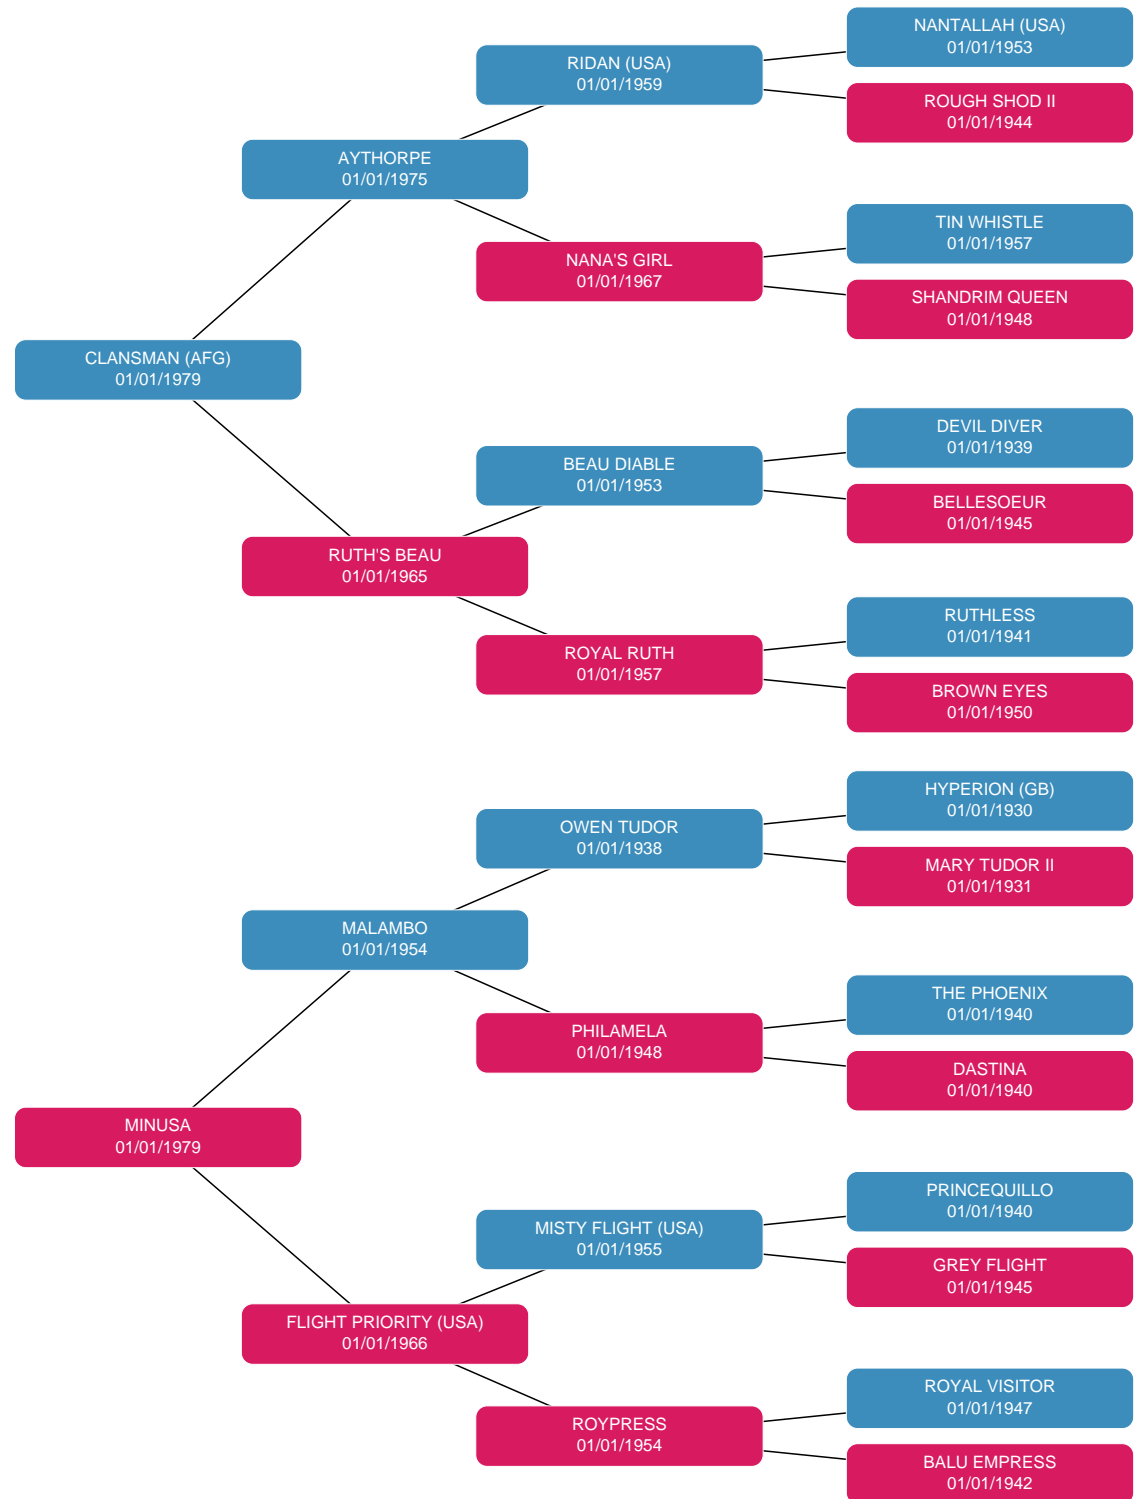 NANTALLAH (USA)
01/01/1953
RIDAN (USA)
01/01/1959
ROUGH SHOD II
01/01/1944
AYTHORPE
01/01/1975
TIN WHISTLE
01/01/1957
NANA'S GIRL
01/01/1967
SHANDRIM QUEEN
01/01/1948
CLANSMAN (AFG)
01/01/1979
DEVIL DIVER
01/01/1939
BEAU DIABLE
01/01/1953
BELLESOEUR
01/01/1945
RUTH'S BEAU
01/01/1965
RUTHLESS
01/01/1941
ROYAL RUTH
01/01/1957
BROWN EYES
01/01/1950
HYPERION (GB)
01/01/1930
OWEN TUDOR
01/01/1938
MARY TUDOR II
01/01/1931
MALAMBO
01/01/1954
THE PHOENIX
01/01/1940
PHILAMELA
01/01/1948
DASTINA
01/01/1940
MINUSA
01/01/1979
PRINCEQUILLO
01/01/1940
MISTY FLIGHT (USA)
01/01/1955
GREY FLIGHT
01/01/1945
FLIGHT PRIORITY (USA)
01/01/1966
ROYAL VISITOR
01/01/1947
ROYPRESS
01/01/1954
BALU EMPRESS
01/01/1942